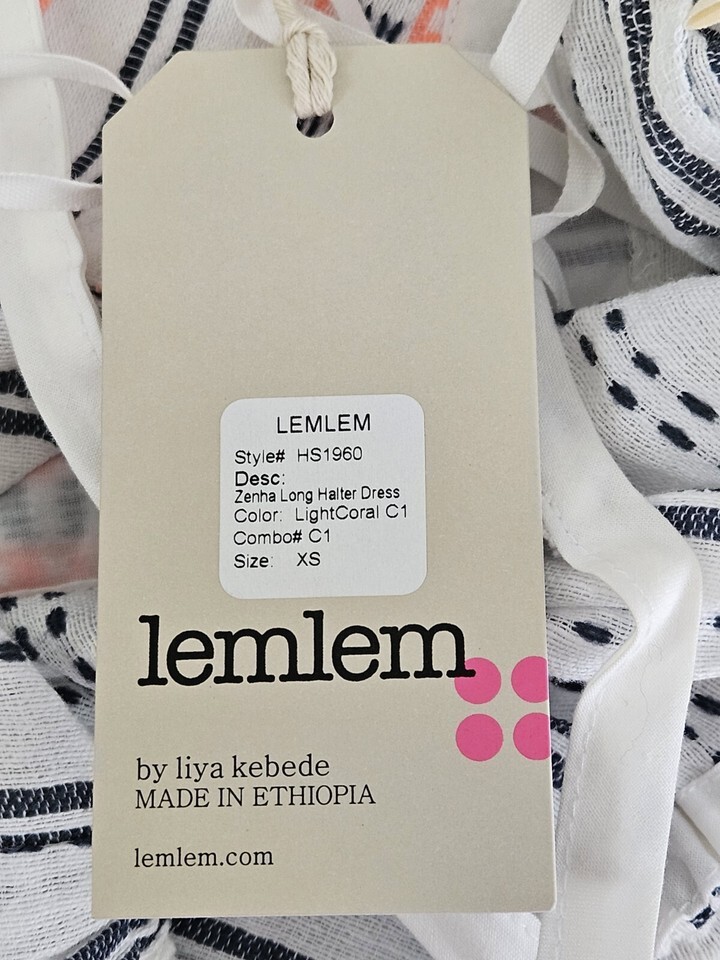 LEMLEM
Style# HS1960
Desc:
Zenha Long Halter Dress
Color: LightCoral C1
Combo# C1
Size: XS
lemlem
by liya kebede
MADE IN ETHIOPIA
lemlem.com